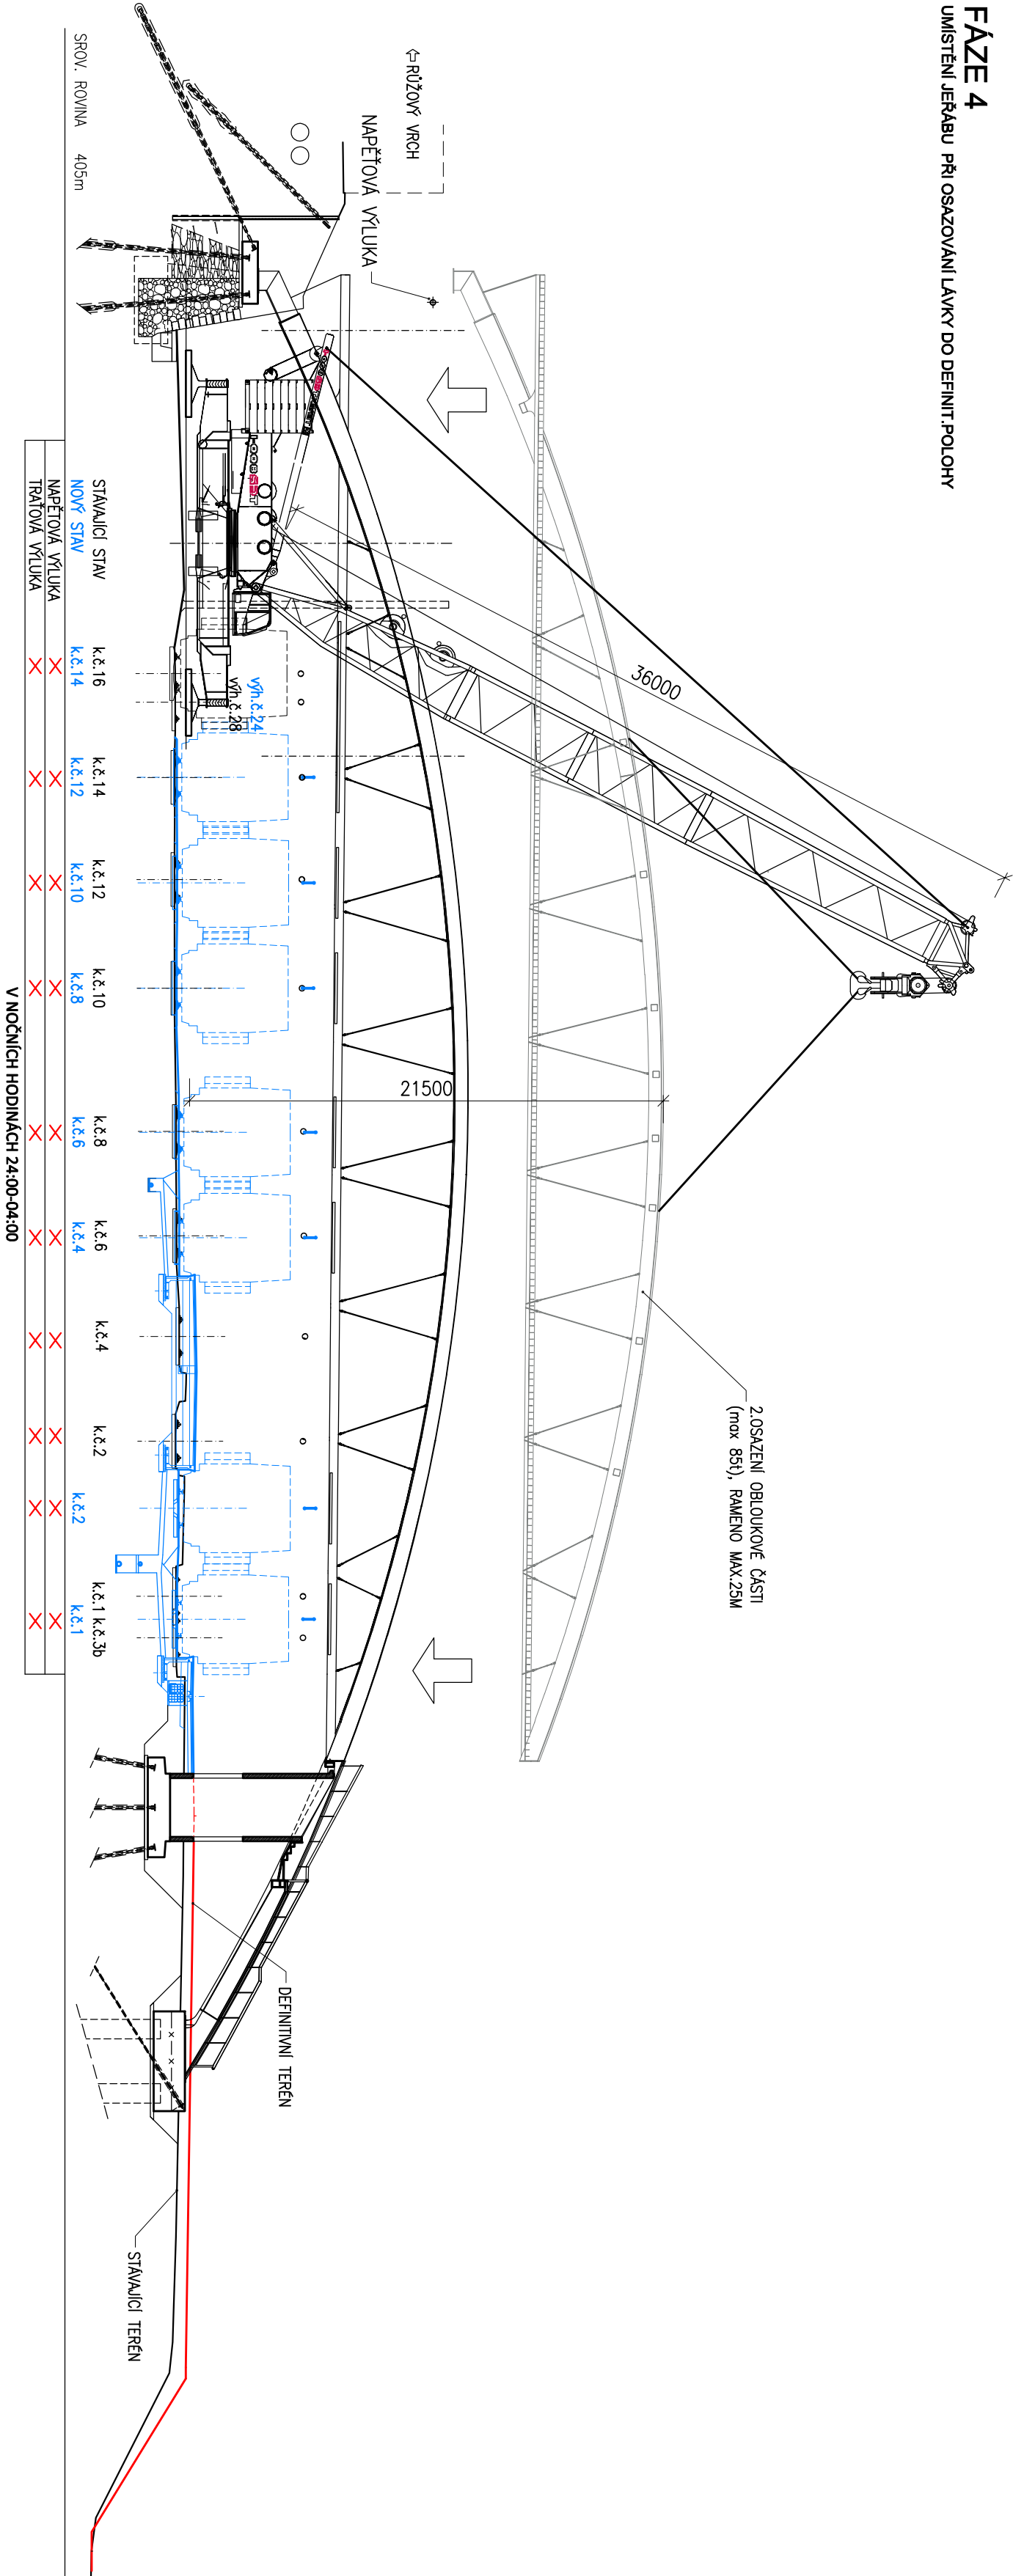 FÁZE 4
UMÍSTĚNÍ JEŘÁBU PŘI OSAZOVÁNÍ LÁVKY DO DEFINIT.POLOHY
RŮŽOVÝ VRCH
NAPĚŤOVÁ VÝLUKA
36000
21500
2.OSAZENÍ OBLOUKOVÉ ČÁSTI
(max 85t), RAMENO MAX.25M
výh.č.24
výh.č.28
DEFINITIVNÍ TERÉN
STÁVAJÍCÍ TERÉN
SROV. ROVINA 405m
STÁVAJÍCÍ STAV k.č.16 k.č.14 k.č.12 k.č.10 k.č.8 k.č.6 k.č.4 k.č.2 k.č.1 k.č.3b
NOVÝ STAV k.č.14 k.č.12 k.č.10 k.č.8 k.č.6 k.č.4 k.č.2 k.č.1
NAPĚŤOVÁ VÝLUKA X X X X X X X X X
TRAŤOVÁ VÝLUKA X X X X X X X X X
V NOČNÍCH HODINÁCH 24:00-04:00